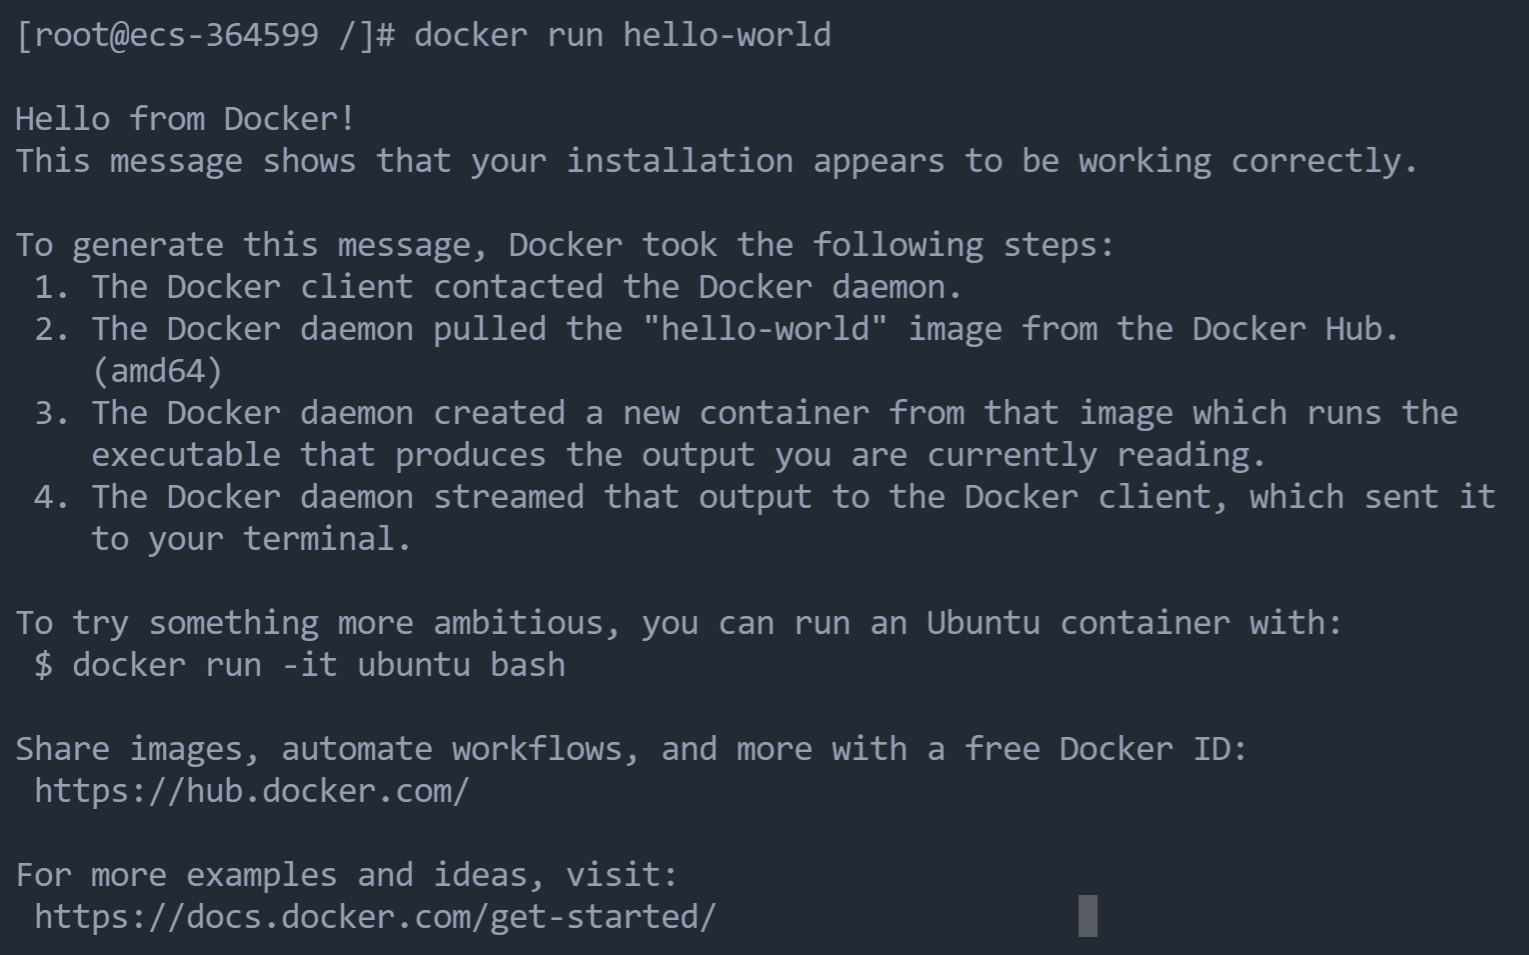 [root@ecs-364599 /]# docker run hello-world
Hello from Docker!
This message shows that your installation appears to be working correctly.
To generate this message, Docker took the following steps:
1. The Docker client contacted the Docker daemon.
2. The Docker daemon pulled the "hello-world" image from the Docker Hub.
(amd64)
3. The Docker daemon created a new container from that image which runs the
executable that produces the output you are currently reading.
4. The Docker daemon streamed that output to the Docker client, which sent it
to your terminal.
To try something more ambitious, you can run an Ubuntu container with:
$ docker run -it ubuntu bash
Share images, automate workflows, and more with a free Docker ID:
https://hub.docker.com/
For more examples and ideas, visit:
https://docs.docker.com/get-started/